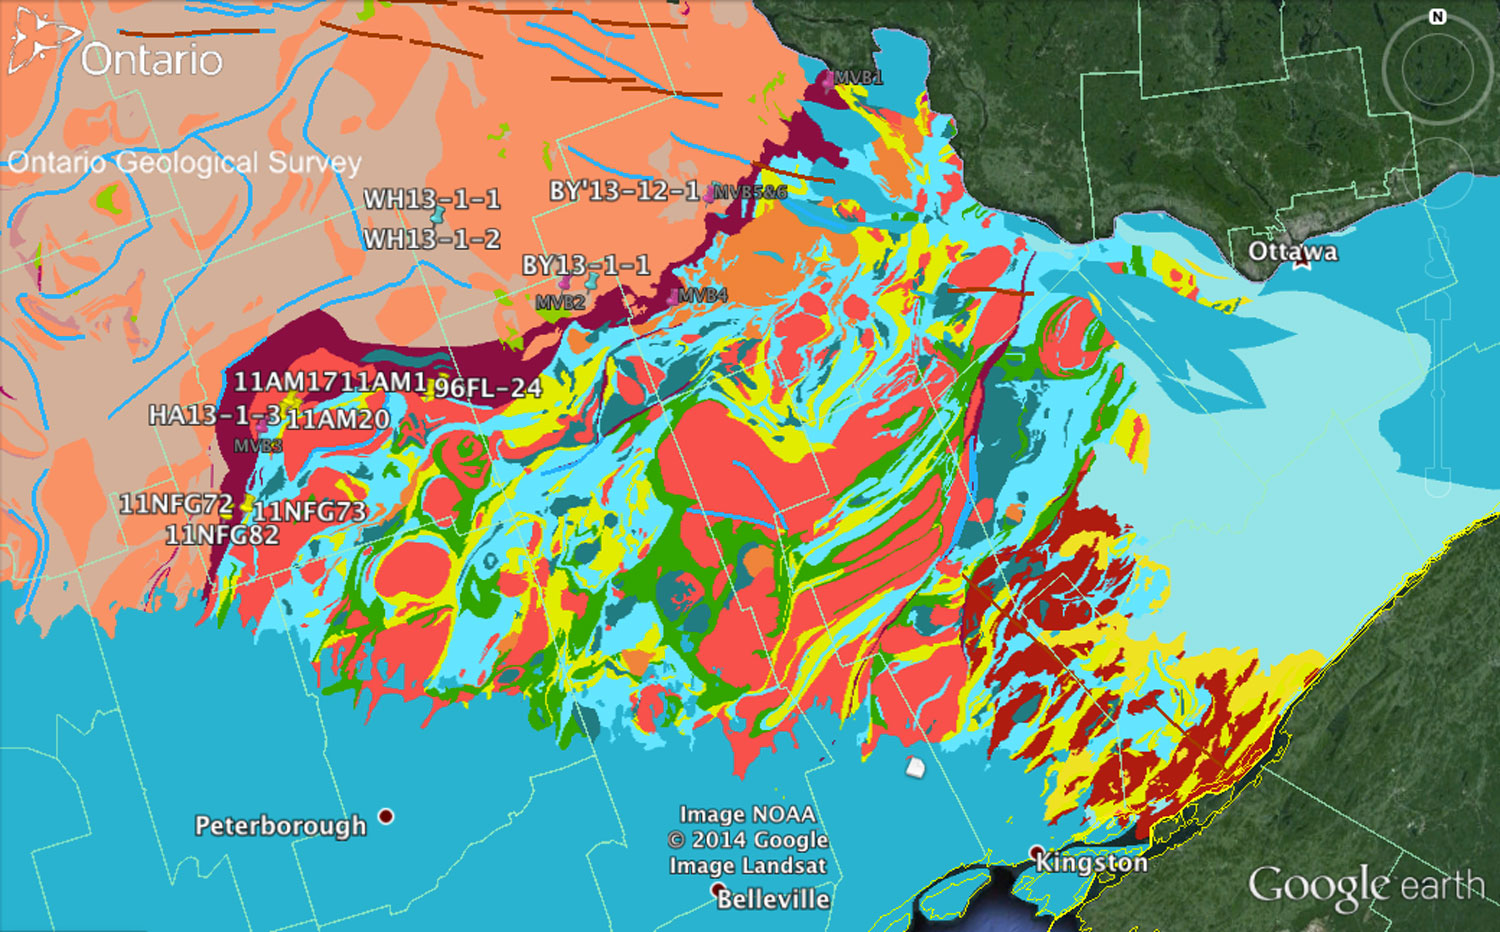 N
Ontario
MVB1
Ontario Geological Survey
WH13-1-1
BY'13-12-1
MVB5&6
WH13-1-2
Ottawa
BY13-1-1
MVB2
MVB4
11AM1711AM1
96FL-24
HA13-1-3
11AM20
MVB3
11NFG72
11NFG73
11NFG82
Peterborough
Image NOAA
© 2014 Google
Image Landsat
Kingston
Belleville
Google earth